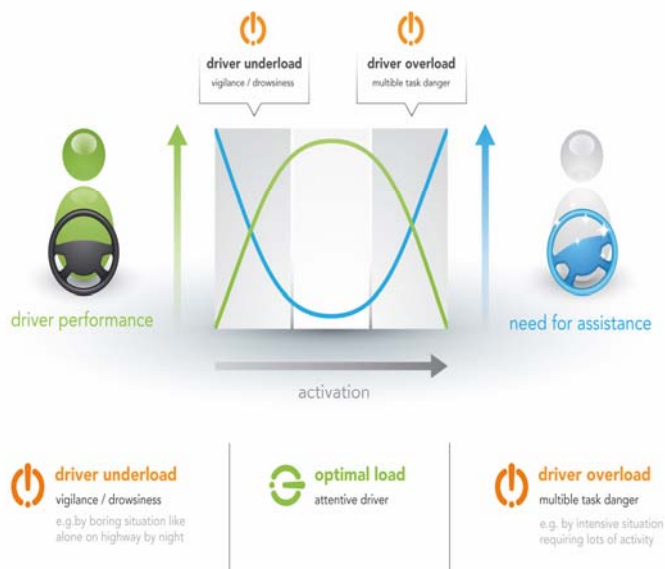 driver underload
vigilance / drowsiness
driver overload
multible task danger
driver performance
need for assistance
activation
driver underload
vigilance / drowsiness
e.g.by boring situation like
alone on highway by night
optimal load
attentive driver
driver overload
multible task danger
e.g. by intensive situation
requiring lots of activity